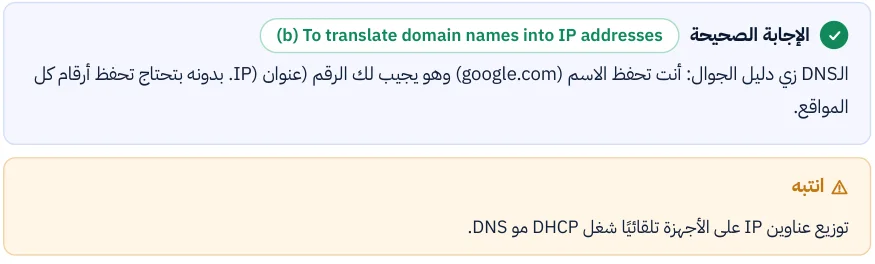 الإجابة الصحيحة (b) To translate domain names into IP addresses
الـDNS زي دليل الجوال: أنت تحفظ الاسم (google.com) وهو يجيب لك الرقم (عنوان IP). بدونه بتحتاج تحفظ أرقام كل
المواقع.
انتبه
توزيع عناوين IP على الأجهزة تلقائيًا شغل DHCP مو DNS.